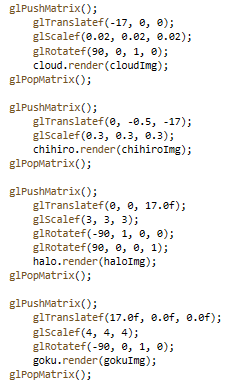 glPushMatrix();
glTranslatef(-17, 0, 0);
glScalef(0.02, 0.02, 0.02);
glRotatef(90, 0, 1, 0);
cloud.render(cloudImg);
glPopMatrix();
glPushMatrix();
glTranslatef(0, -0.5, -17);
glScalef(0.3, 0.3, 0.3);
chihiro.render(chihiroImg);
glPopMatrix();
glPushMatrix();
glTranslatef(0, 0, 17.0f);
glScalef(3, 3, 3);
glRotatef(-90, 1, 0, 0);
glRotatef(90, 0, 0, 1);
halo.render(haloImg);
glPopMatrix();
glPushMatrix();
glTranslatef(17.0f, 0.0f, 0.0f);
glScalef(4, 4, 4);
glRotatef(-90, 0, 1, 0);
goku.render(gokuImg);
glPopMatrix();